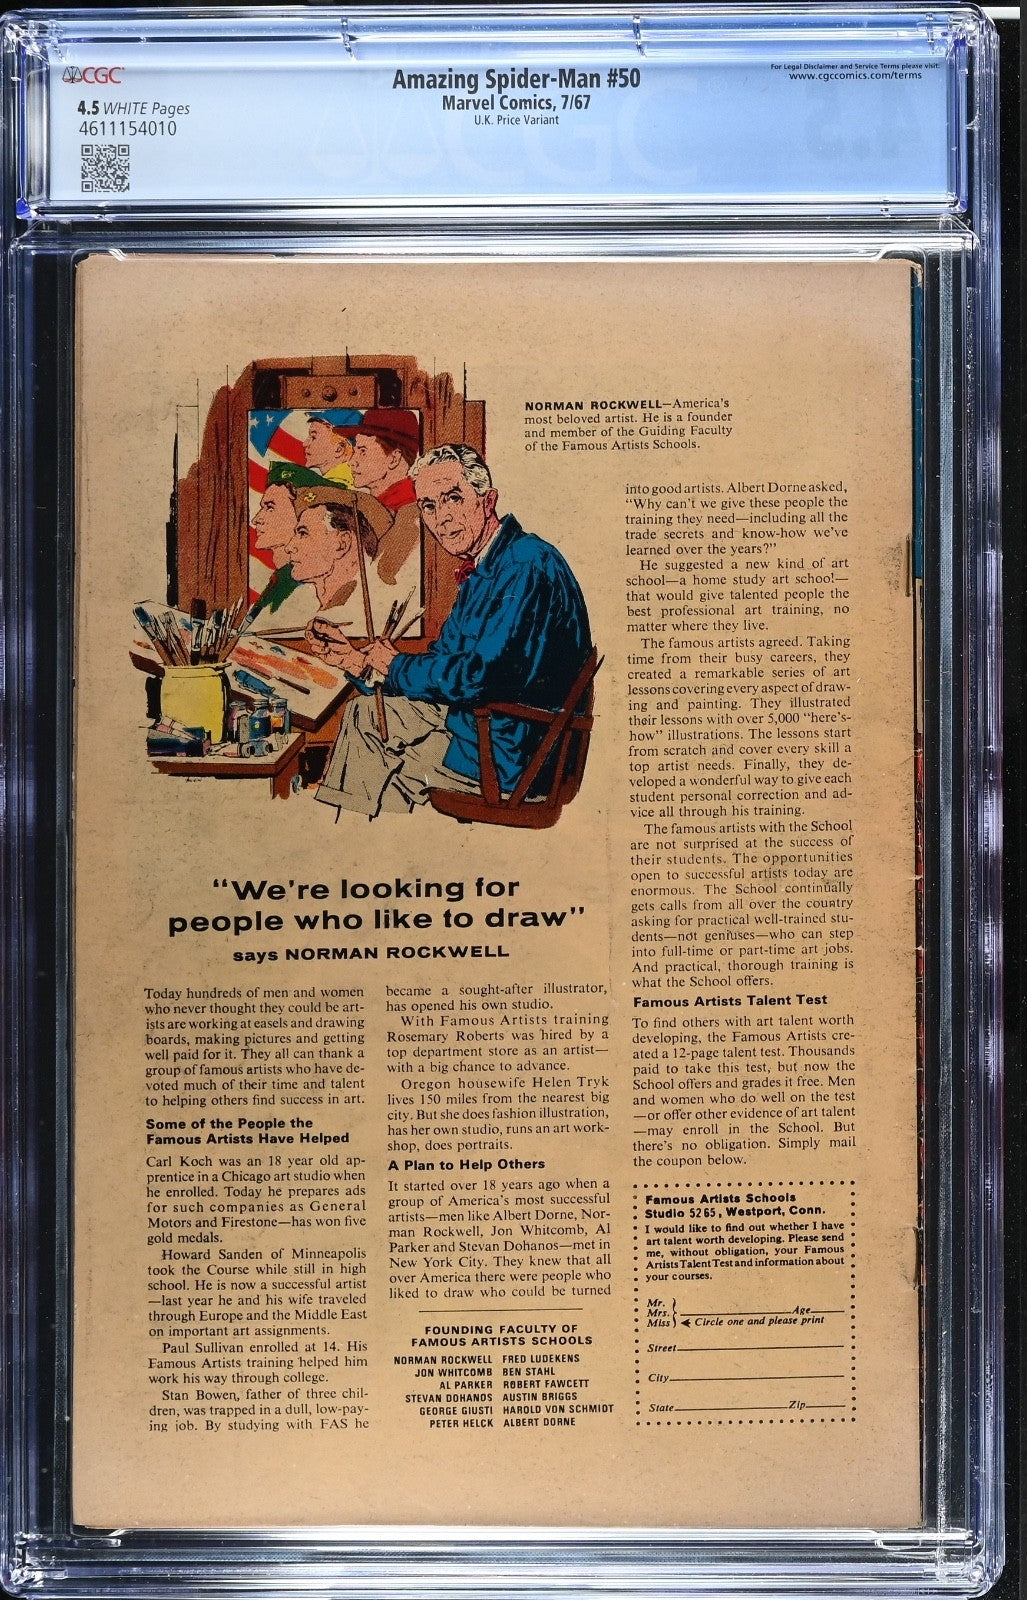 CGC
4.5 WHITE Pages
4611154010
Amazing Spider-Man #50
Marvel Comics, 7/67
U.K. Price Variant
For Legal Disclaimer and Service Terms please visit:
www.cgccomics.com/terms
NORMAN ROCKWELL—America's
most beloved artist. He is a founder
and member of the Guiding Faculty
of the Famous Artists Schools.
"We're looking for
people who like to draw"
says NORMAN ROCKWELL
Today hundreds of men and women
who never thought they could be art-
ists are working at easels and drawing
boards, making pictures and getting
well paid for it. They all can thank a
group of famous artists who have de-
voted much of their time and talent
to helping others find success in art.
Some of the People the
Famous Artists Have Helped
Carl Koch was an 18 year old ap-
prentice in a Chicago art studio when
he enrolled. Today he prepares ads
for such companies as General
Motors and Firestone—has won five
gold medals.
Howard Sanden of Minneapolis
took the Course while still in high
school. He is now a successful artist
—last year he and his wife traveled
through Europe and the Middle East
on important art assignments.
Paul Sullivan enrolled at 14. His
Famous Artists training helped him
work his way through college.
Stan Bowen, father of three chil-
dren, was trapped in a dull, low-pay-
ing job. By studying with FAS he
became a sought-after illustrator,
has opened his own studio.
With Famous Artists training
Rosemary Roberts was hired by a
top department store as an artist—
with a big chance to advance.
Oregon housewife Helen Tryk
lives 150 miles from the nearest big
city. But she does fashion illustration,
has her own studio, runs an art work-
shop, does portraits.
A Plan to Help Others
It started over 18 years ago when a
group of America's most successful
artists—men like Albert Dorne, Nor-
man Rockwell, Jon Whitcomb, Al
Parker and Stevan Dohanos—met in
New York City. They knew that all
over America there were people who
liked to draw who could be turned
FOUNDING FACULTY OF
FAMOUS ARTISTS SCHOOLS
NORMAN ROCKWELL FRED LUDEKENS
JON WHITCOMB BEN STAHL
AL PARKER ROBERT FAWCETT
STEVAN DOHANOS AUSTIN BRIGGS
GEORGE GIUSTI HAROLD VON SCHMIDT
PETER HELCK ALBERT DORNE
into good artists. Albert Dorne asked,
"Why can't we give these people the
training they need—including all the
trade secrets and know-how we've
learned over the years?"
He suggested a new kind of art
school—a home study art school—
that would give talented people the
best professional art training, no
matter where they live.
The famous artists agreed. Taking
time from their busy careers, they
created a remarkable series of art
lessons covering every aspect of draw-
ing and painting. They illustrated
their lessons with over 5,000 "here's-
how" illustrations. The lessons start
from scratch and cover every skill a
top artist needs. Finally, they de-
veloped a wonderful way to give each
student personal correction and ad-
vice all through his training.
The famous artists with the School
are not surprised at the success of
their students. The opportunities
open to successful artists today are
enormous. The School continually
gets calls from all over the country
asking for practical well-trained stu-
dents—not geniuses—who can step
into full-time or part-time art jobs.
And practical, thorough training is
what the School offers.
Famous Artists Talent Test
To find others with art talent worth
developing, the Famous Artists cre-
ated a 12-page talent test. Thousands
paid to take this test, but now the
School offers and grades it free. Men
and women who do well on the test
—or offer other evidence of art talent
—may enroll in the School. But
there's no obligation. Simply mail
the coupon below.
Famous Artists Schools
Studio 5265, Westport, Conn.
I would like to find out whether I have
art talent worth developing. Please send
me, without obligation, your Famous
Artists Talent Test and information about
your courses.
Mr.
Mrs. Age
Miss Circle one and please print
Street
City
State Zip